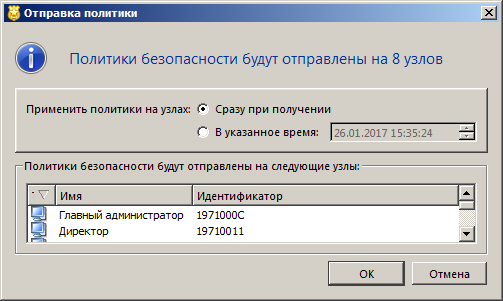 Отправка политики
Политики безопасности будут отправлены на 8 узлов
Применить политики на узлах: Сразу при получении
В указанное время: 26.01.2017 15:35:24
Политики безопасности будут отправлены на следующие узлы:
Имя Идентификатор
Главный администратор 1971000C
Директор 19710011
OK Отмена